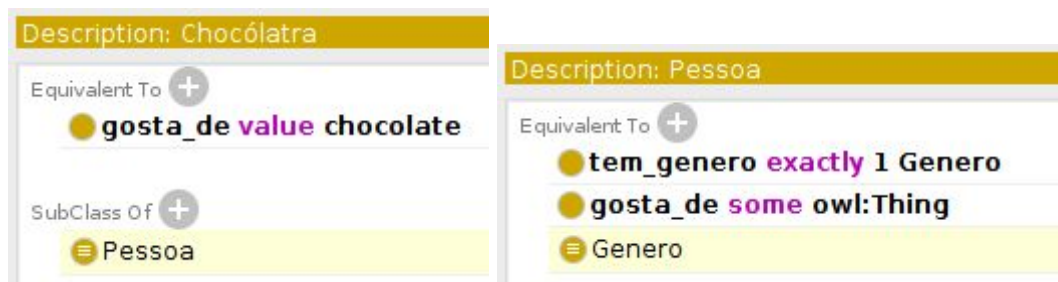 Description: Chocólatra
Equivalent To
gosta_de value chocolate
SubClass Of
Pessoa
Description: Pessoa
Equivalent To
tem_genero exactly 1 Genero
gosta_de some owl:Thing
Genero